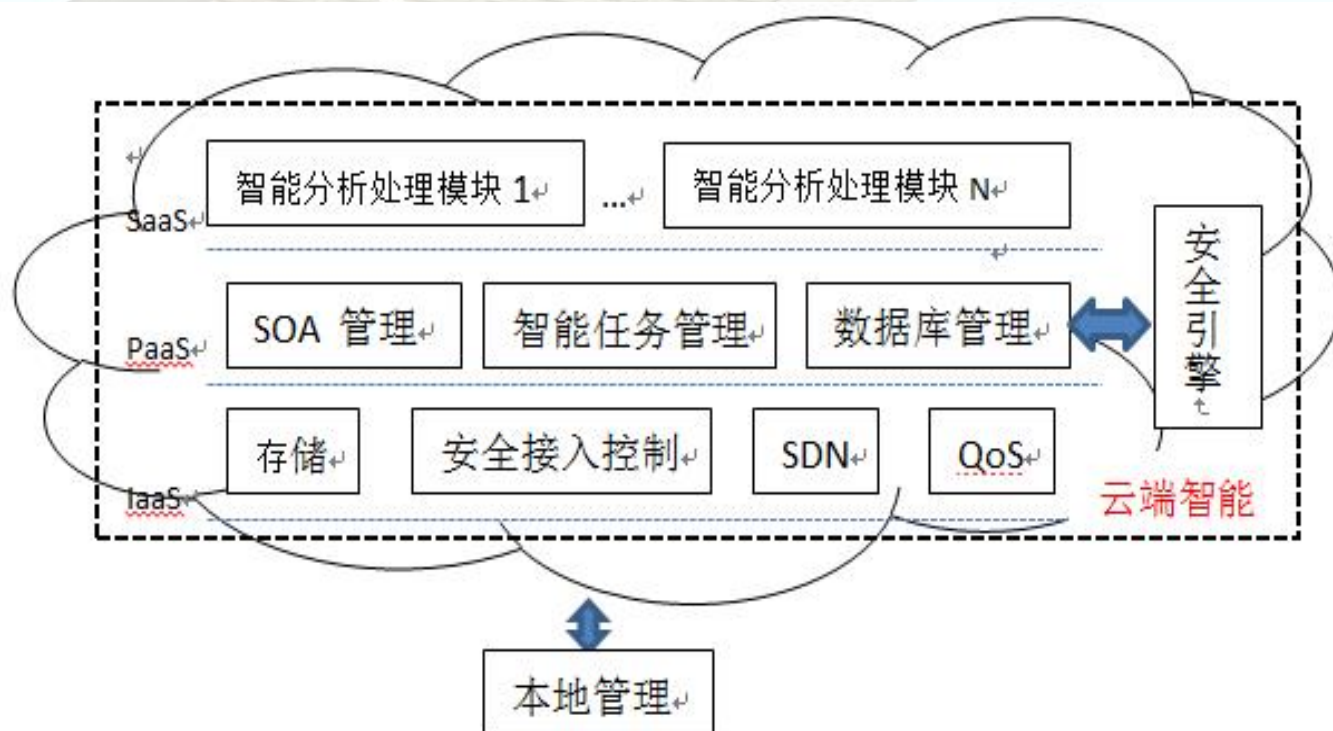 智能分析处理模块 1
...
智能分析处理模块 N
SaaS
安全引擎
SOA 管理
智能任务管理
数据库管理
PaaS
存储
安全接入控制
SDN
QoS
IaaS
云端智能
本地管理